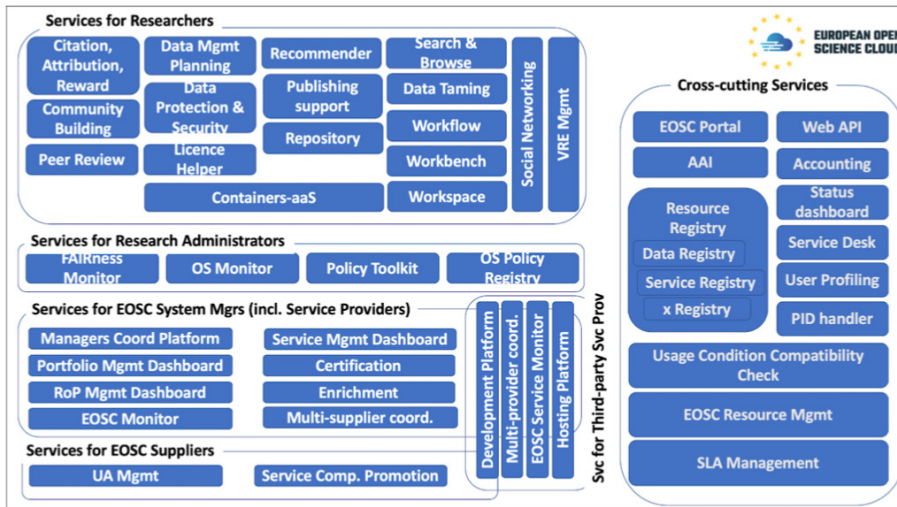 Services for Researchers
Citation,
Attribution,
Reward
Community
Building
Peer Review
Data Mgmt
Planning
Data
Protection &
Security
Licence
Helper
Recommender
Publishing
support
Repository
Containers-aaS
Search &
Browse
Data Taming
Workflow
Workbench
Workspace
Social Networking
VRE Mgmt
Services for Research Administrators
FAIRness
Monitor
OS Monitor
Policy Toolkit
OS Policy
Registry
Services for EOSC System Mgrs (incl. Service Providers)
Managers Coord Platform
Portfolio Mgmt Dashboard
RoP Mgmt Dashboard
EOSC Monitor
Service Mgmt Dashboard
Certification
Enrichment
Multi-supplier coord.
Services for EOSC Suppliers
UA Mgmt
Service Comp. Promotion
Development Platform
Multi-provider coord.
EOSC Service Monitor
Hosting Platform
Svc for Third-party Svc Prov
EUROPEAN OPEN
SCIENCE CLOUD
Cross-cutting Services
EOSC Portal
Web API
AAI
Accounting
Resource
Registry
Data Registry
Service Registry
x Registry
Status
dashboard
Service Desk
User Profiling
PID handler
Usage Condition Compatibility
Check
EOSC Resource Mgmt
SLA Management